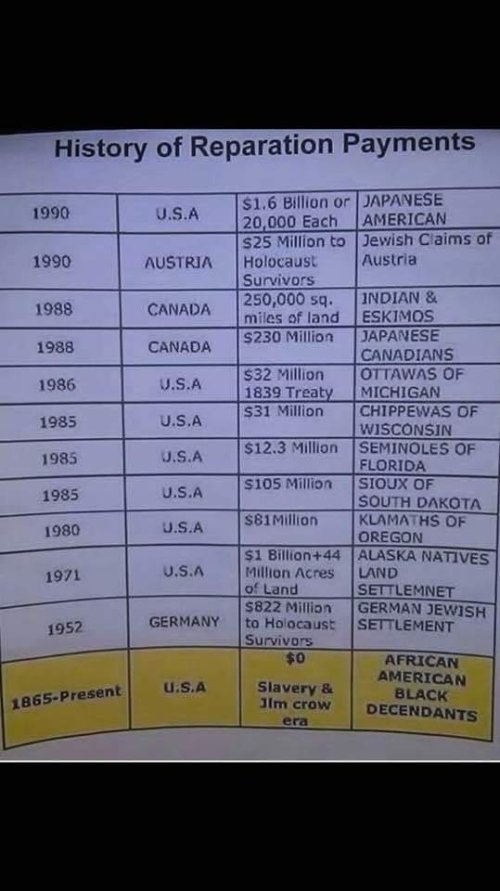 History of Reparation Payments
1990 U.S.A $1.6 Billion or JAPANESE
20,000 Each AMERICAN
1990 AUSTRIA $25 Million to Jewish Claims of
Holocaust Austria
Survivors
1988 CANADA 250,000 sq. INDIAN &
miles of land ESKIMOS
1988 CANADA $230 Million JAPANESE
CANADIANS
1986 U.S.A $32 Million OTTAWAS OF
1839 Treaty MICHIGAN
1985 U.S.A $31 Million CHIPPEWAS OF
WISCONSIN
1985 U.S.A $12.3 Million SEMINOLES OF
FLORIDA
1985 U.S.A $105 Million SIOUX OF
SOUTH DAKOTA
1980 U.S.A $81Million KLAMATHS OF
OREGON
1971 U.S.A $1 Billion+44 ALASKA NATIVES
Million Acres LAND
of Land SETTLEMNET
1952 GERMANY $822 Million GERMAN JEWISH
to Holocaust SETTLEMENT
Survivors
1865-Present U.S.A $0 AFRICAN
AMERICAN
Slavery & BLACK
JIm crow DECENDANTS
era